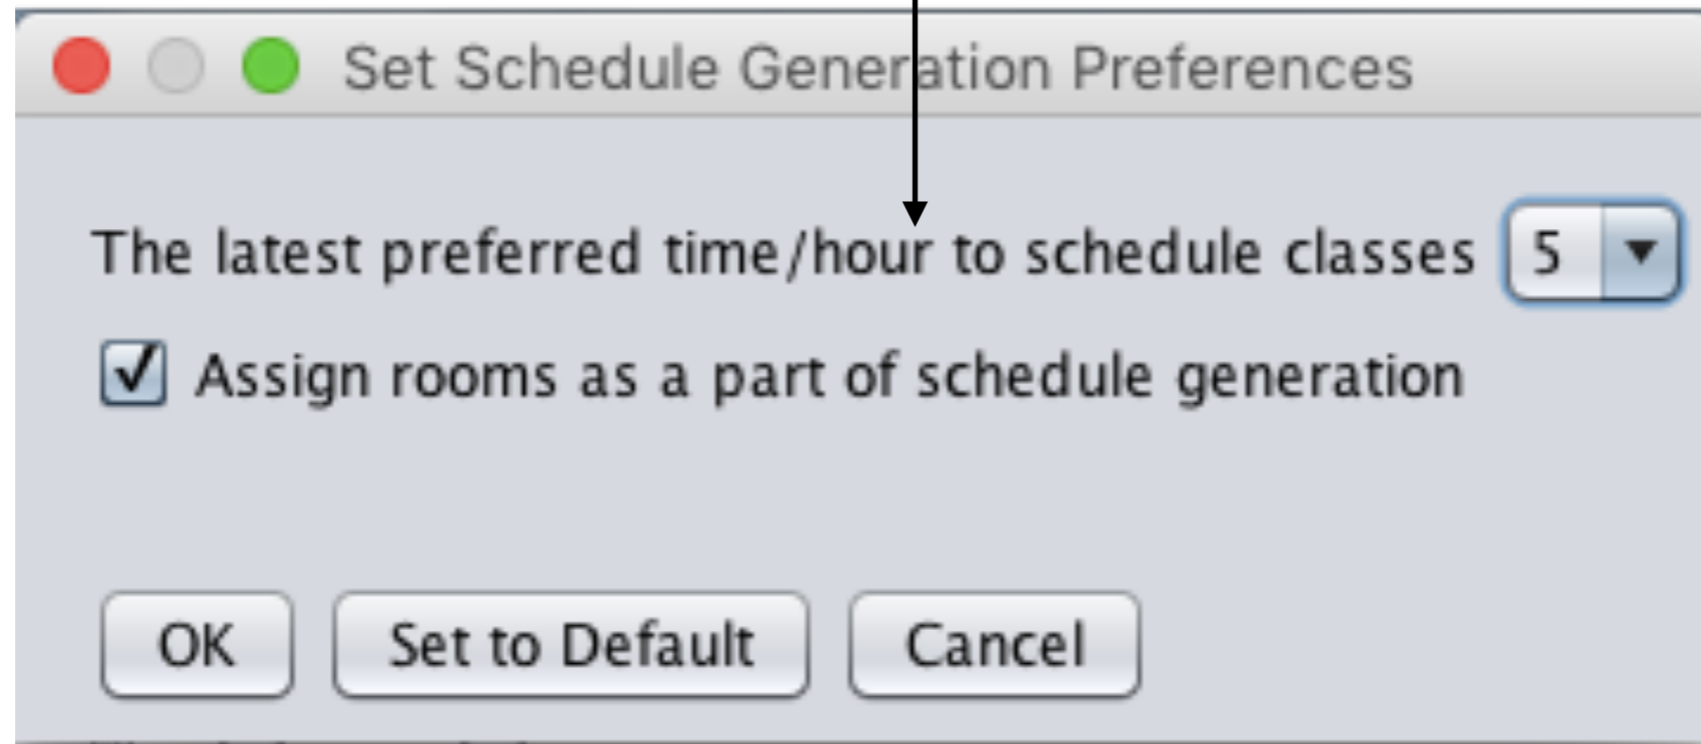 Set Schedule Generation Preferences
The latest preferred time/hour to schedule classes 5
Assign rooms as a part of schedule generation
OK Set to Default Cancel